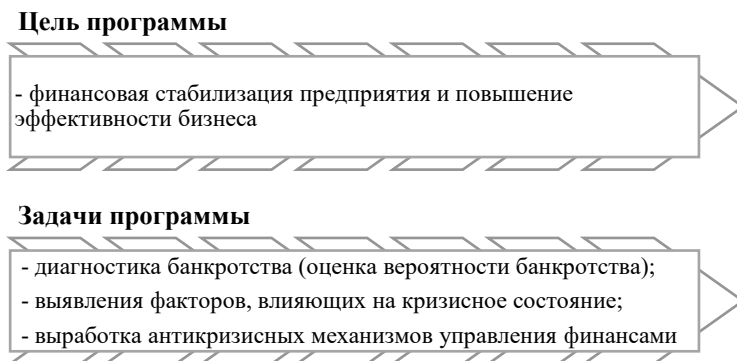 Цель программы
- финансовая стабилизация предприятия и повышение
эффективности бизнеса
Задачи программы
- диагностика банкротства (оценка вероятности банкротства);
- выявления факторов, влияющих на кризисное состояние;
- выработка антикризисных механизмов управления финансами